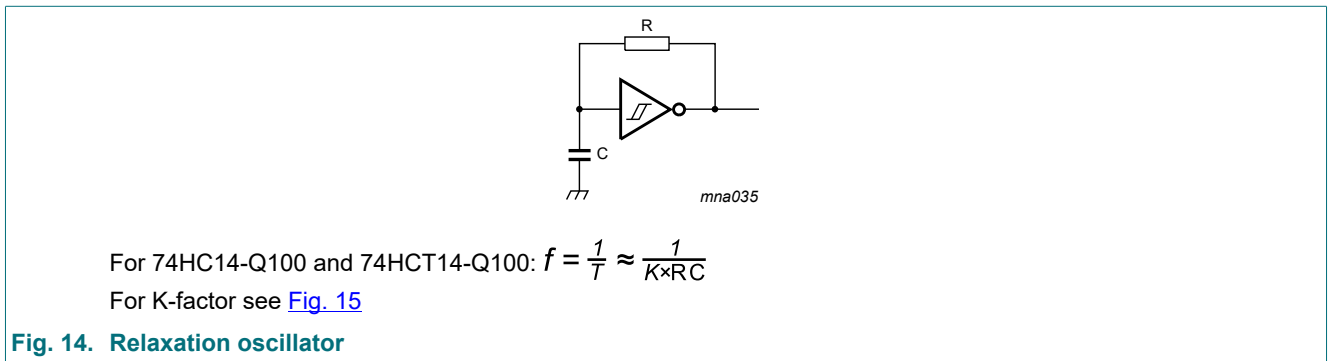 R
C
mna035
For 74HC14-Q100 and 74HCT14-Q100: f = 1/T ≈ 1/(K×RC)
For K-factor see Fig. 15
Fig. 14. Relaxation oscillator